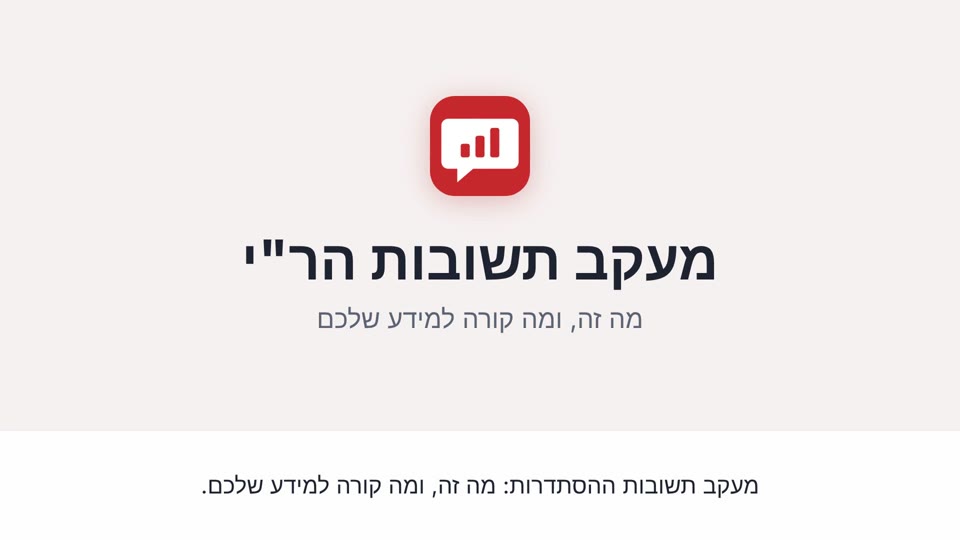 מעקב תשובות הר"י
מה זה, ומה קורה למידע שלכם
מעקב תשובות ההסתדרות: מה זה, ומה קורה למידע שלכם.